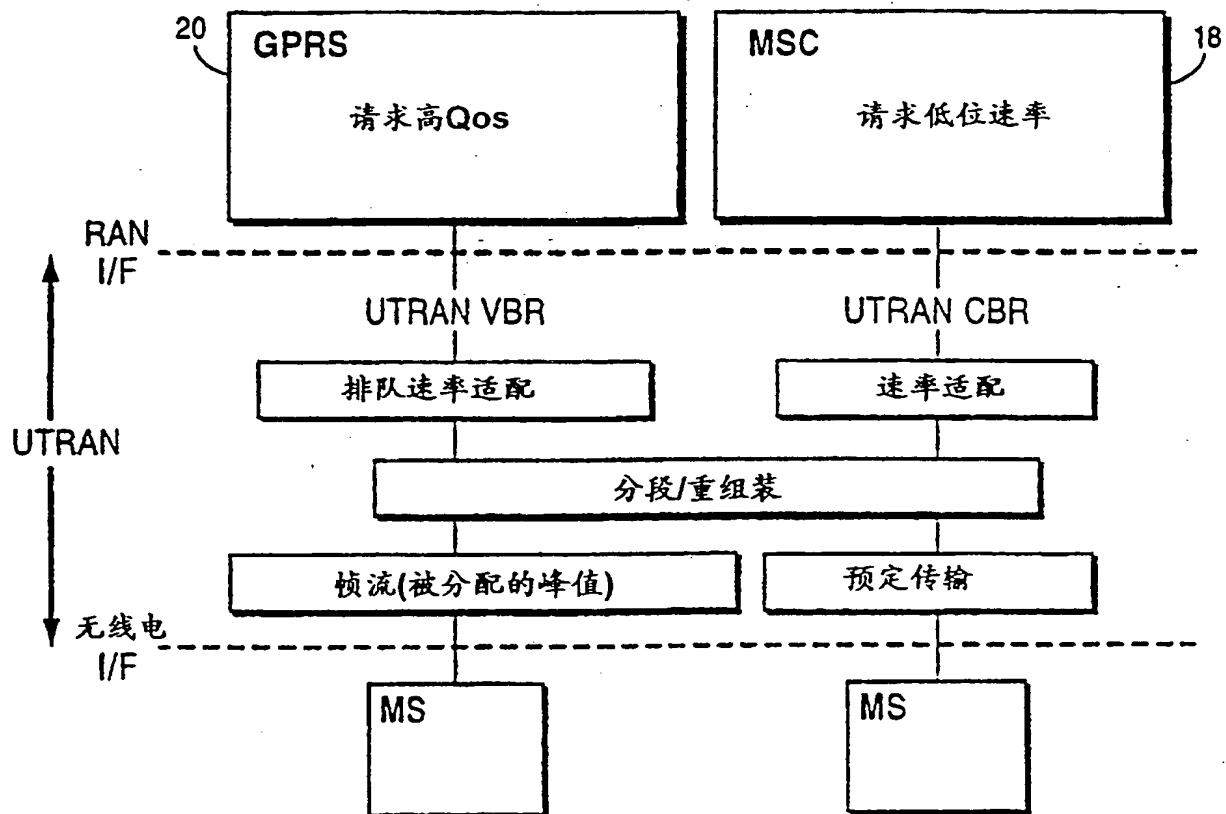 20
GPRS
请求高Qos
MSC
18
请求低位速率
RAN
I/F
UTRAN VBR
UTRAN CBR
排队速率适配
速率适配
UTRAN
分段/重组装
帧流(被分配的峰值)
预定传输
无线电
I/F
MS
MS